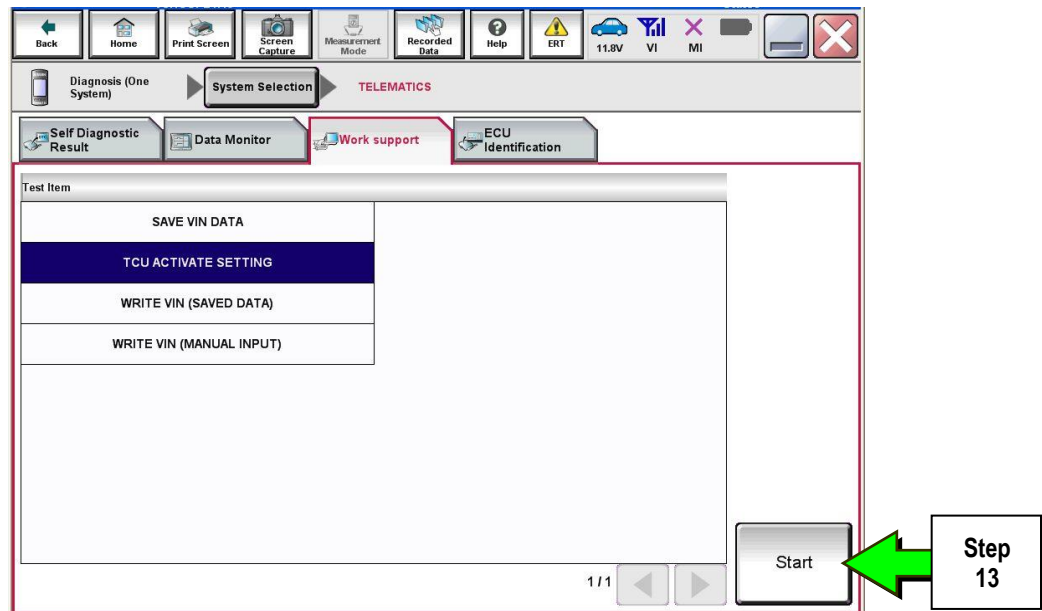 Back
Home
Print Screen
Screen
Capture
Measurement
Mode
Recorded
Data
Help
ERT
11.8V
VI
MI
Diagnosis (One
System)
System Selection
TELEMATICS
Self Diagnostic
Result
Data Monitor
Work support
ECU
Identification
Test Item
SAVE VIN DATA
TCU ACTIVATE SETTING
WRITE VIN (SAVED DATA)
WRITE VIN (MANUAL INPUT)
Start
Step
13
1/1